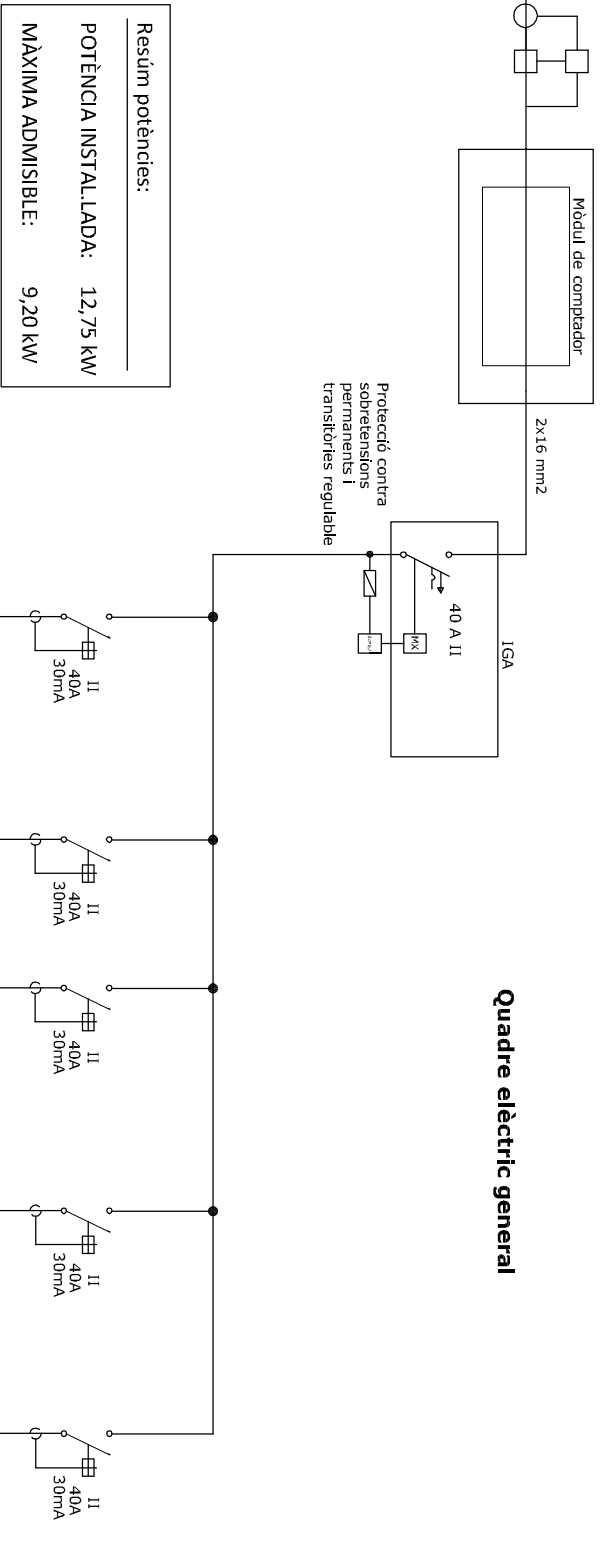 Quadre elèctric general
Mòdul de comptador
2x16 mm2
IGA
40 A II
MX
Protecció contra
sobretensions
permanents i
transitòries regulable
Resúm potències:
POTÈNCIA INSTAL.LADA: 12,75 kW
MÀXIMA ADMISIBLE: 9,20 kW
II
40A
30mA
II
40A
30mA
II
40A
30mA
II
40A
30mA
II
40A
30mA